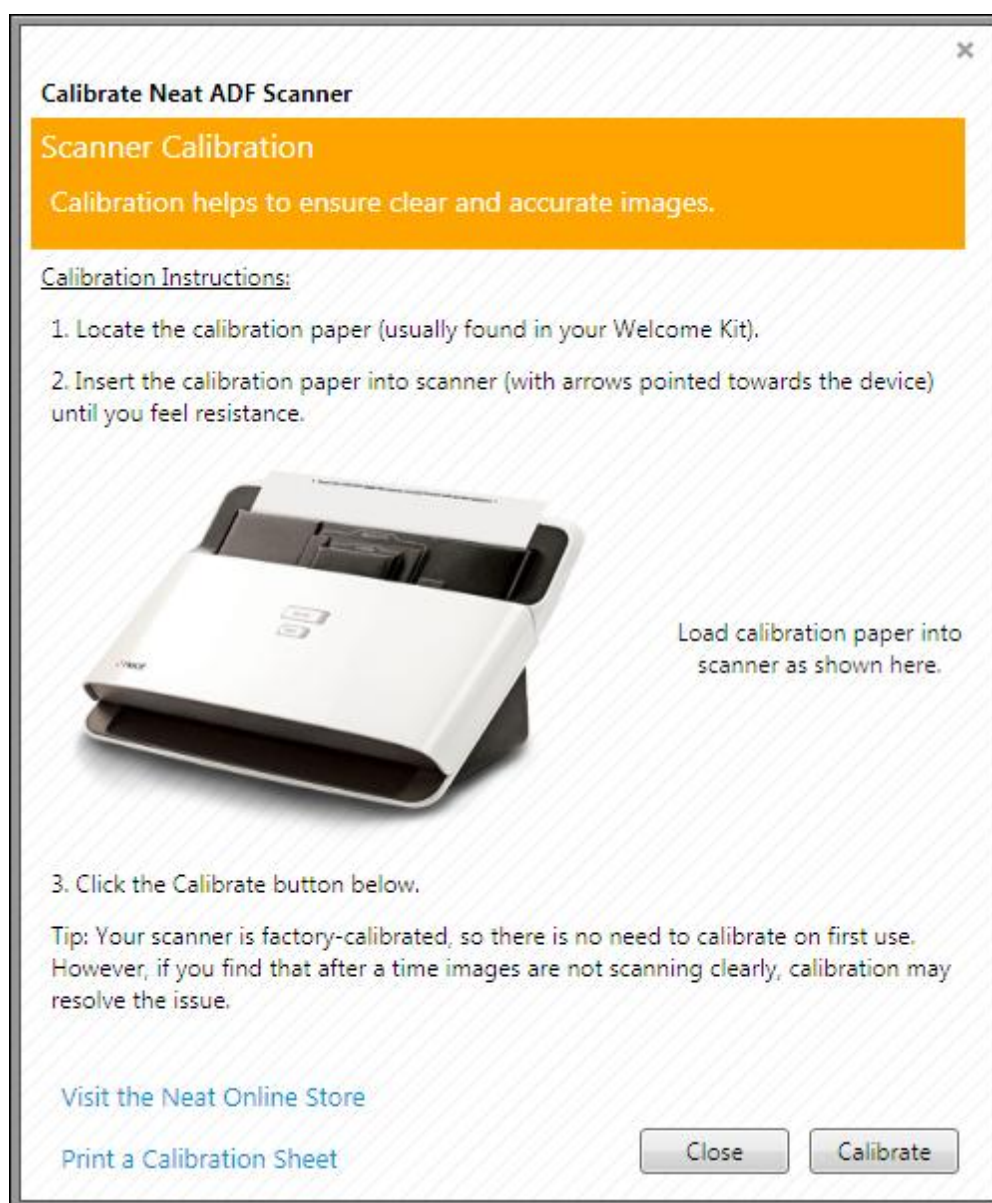 Calibrate Neat ADF Scanner
Scanner Calibration
Calibration helps to ensure clear and accurate images.
Calibration Instructions:
1. Locate the calibration paper (usually found in your Welcome Kit).
2. Insert the calibration paper into scanner (with arrows pointed towards the device)
until you feel resistance.
Load calibration paper into
scanner as shown here.
3. Click the Calibrate button below.
Tip: Your scanner is factory-calibrated, so there is no need to calibrate on first use.
However, if you find that after a time images are not scanning clearly, calibration may
resolve the issue.
Visit the Neat Online Store
Print a Calibration Sheet
Close
Calibrate